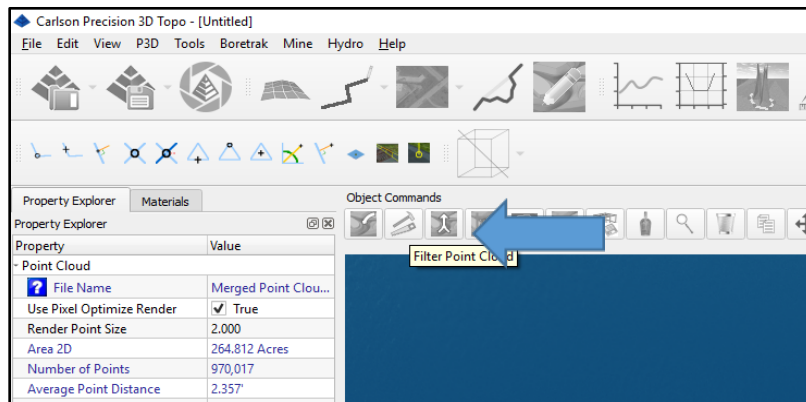 Carlson Precision 3D Topo - [Untitled]
File Edit View P3D Tools Boretrak Mine Hydro Help
Property Explorer Materials
Object Commands
Property Explorer
Property Value
Point Cloud
? File Name Merged Point Clou...
Use Pixel Optimize Render True
Render Point Size 2.000
Area 2D 264.812 Acres
Number of Points 970,017
Average Point Distance 2.357'
Filter Point Cloud